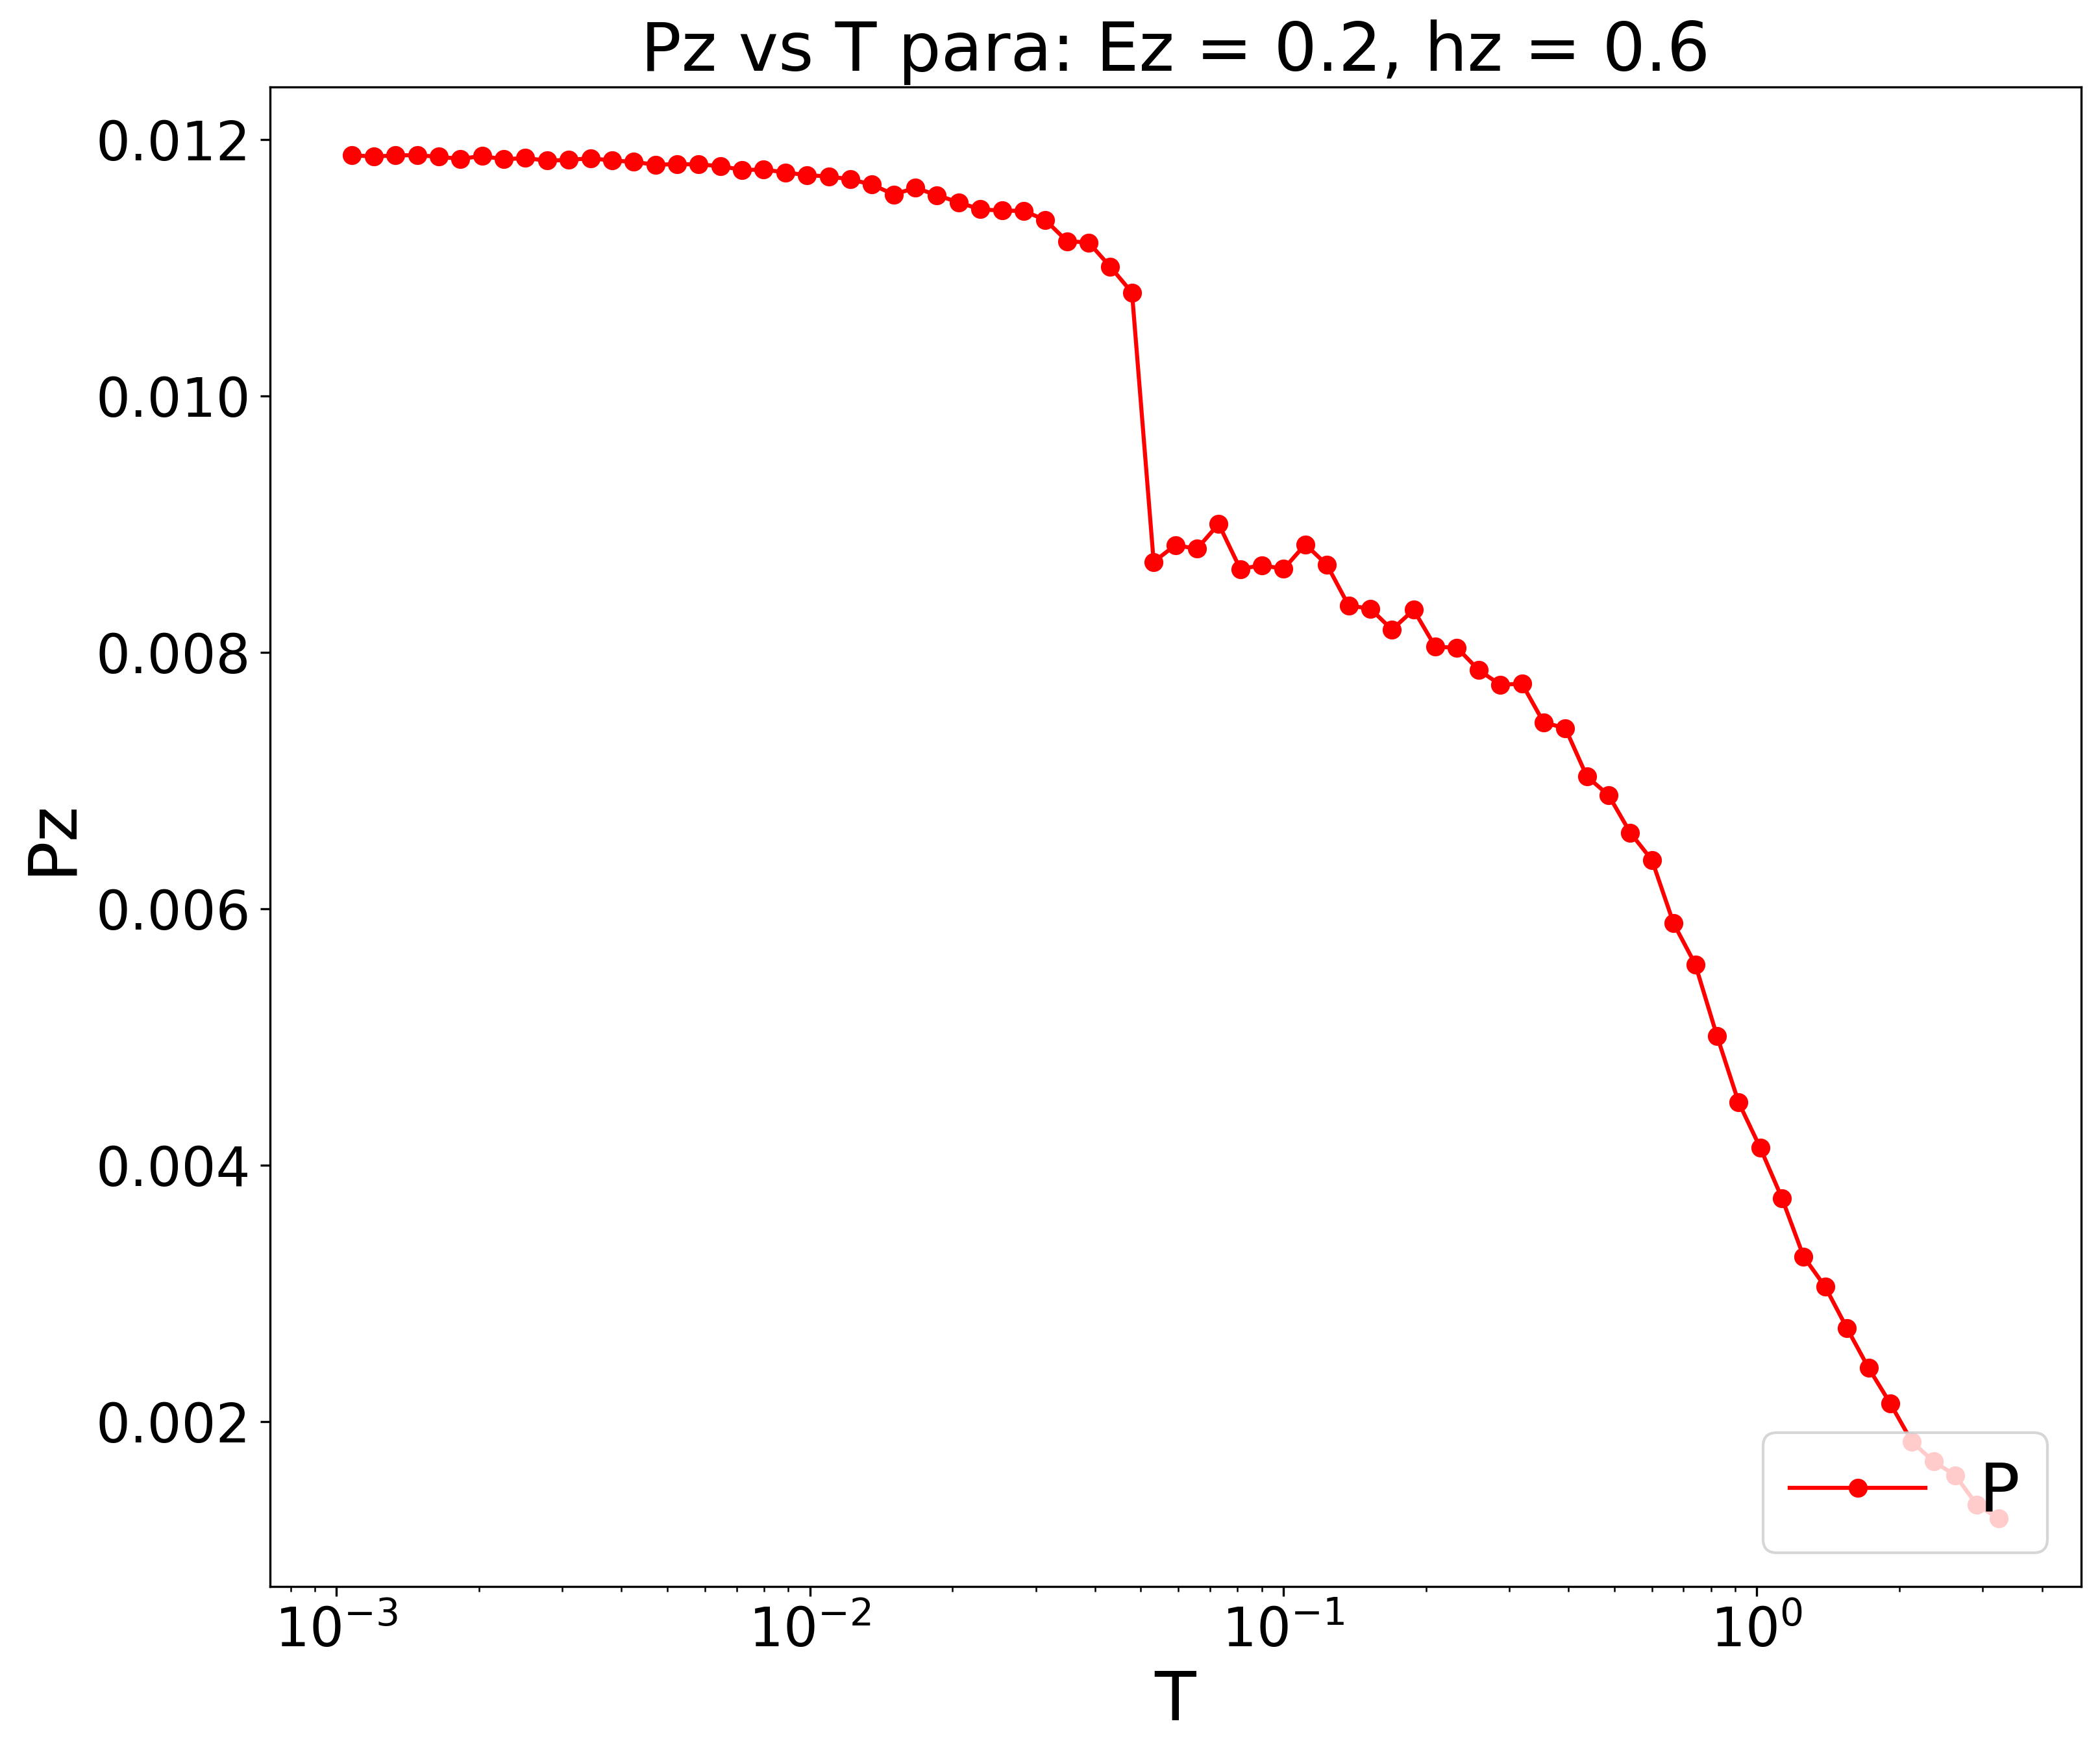 Pz vs T para: Ez = 0.2, hz = 0.6
0.012
0.010
0.008
0.006
0.004
0.002
Pz
P
10⁻³ 10⁻² 10⁻¹ 10⁰
T